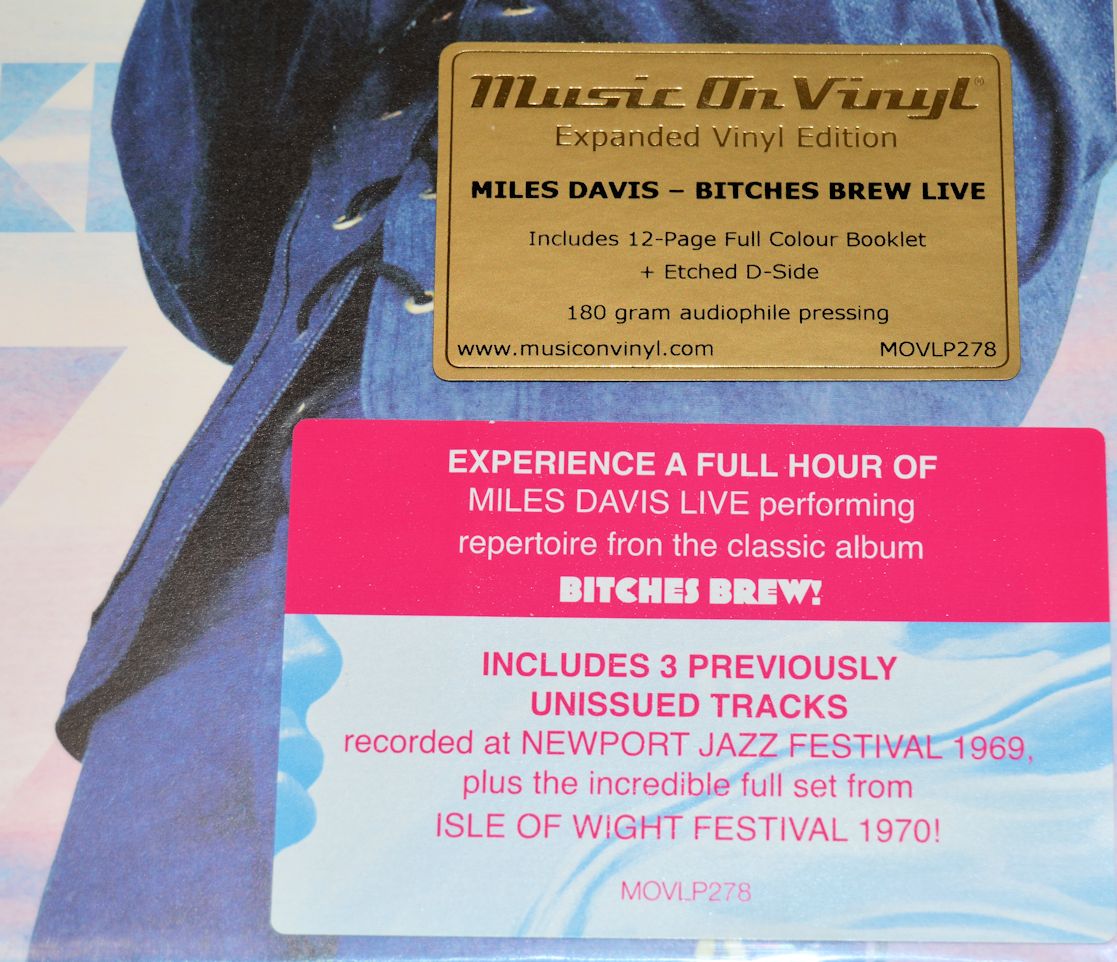 Music On Vinyl®
Expanded Vinyl Edition
MILES DAVIS – BITCHES BREW LIVE
Includes 12-Page Full Colour Booklet
+ Etched D-Side
180 gram audiophile pressing
www.musiconvinyl.com MOVLP278
EXPERIENCE A FULL HOUR OF
MILES DAVIS LIVE performing
repertoire fron the classic album
BITCHES BREW!
INCLUDES 3 PREVIOUSLY
UNISSUED TRACKS
recorded at NEWPORT JAZZ FESTIVAL 1969,
plus the incredible full set from
ISLE OF WIGHT FESTIVAL 1970!
MOVLP278